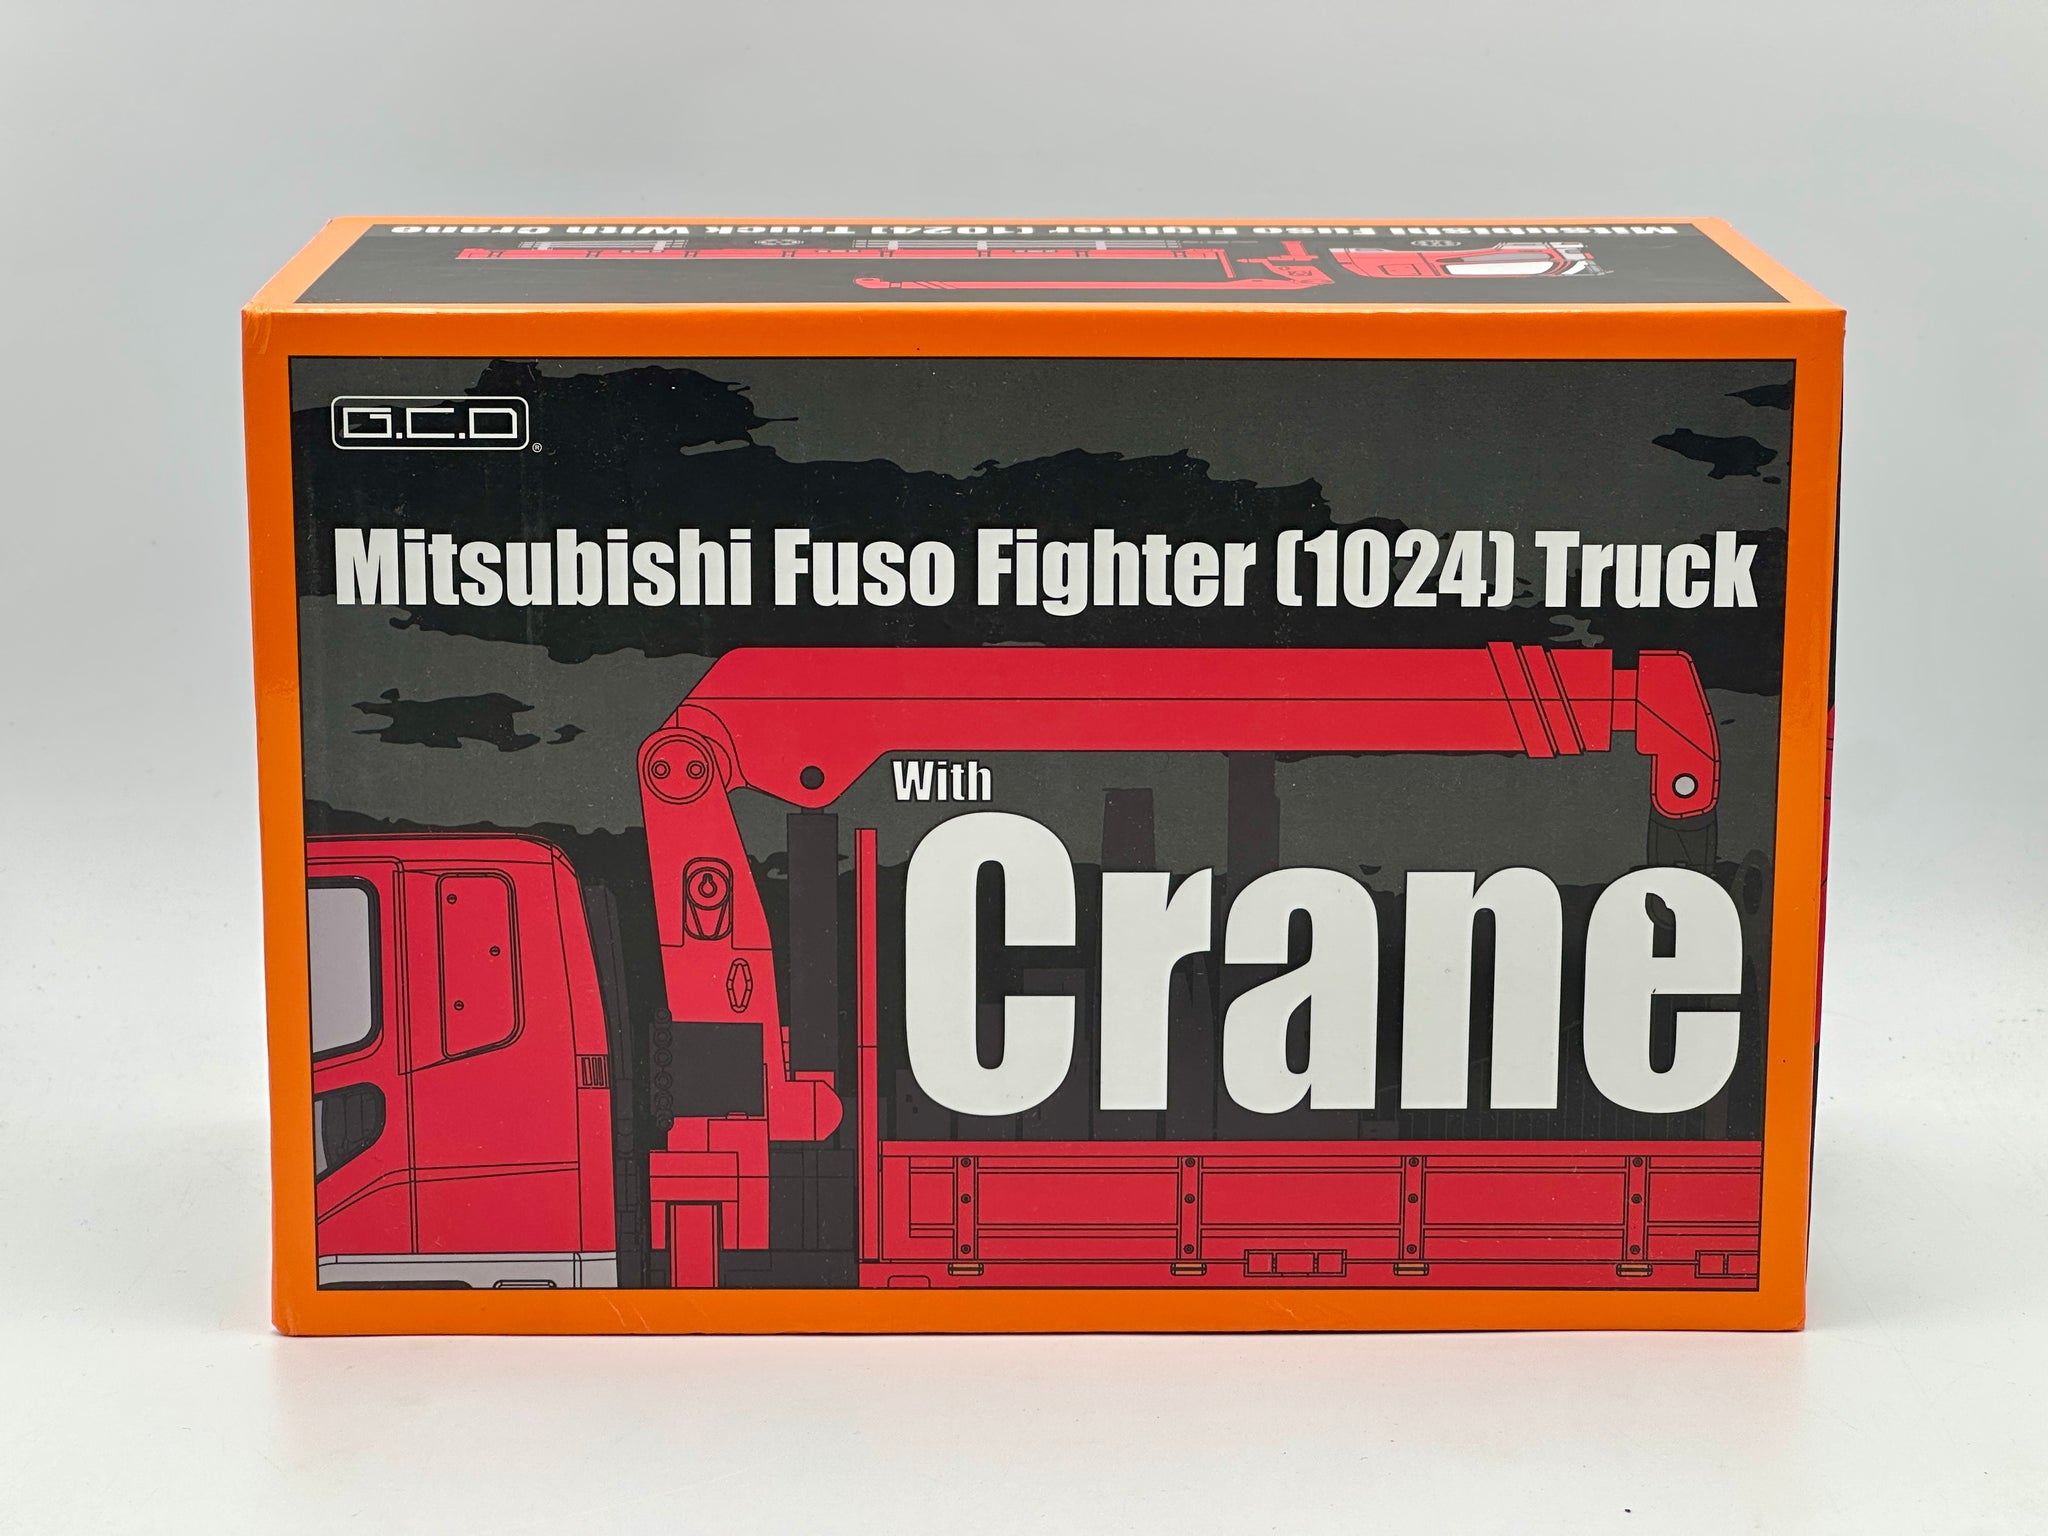 Mitsubishi Fuso Fighter (1024) Truck With Crane
G.C.D®
Mitsubishi Fuso Fighter (1024) Truck
With
Crane